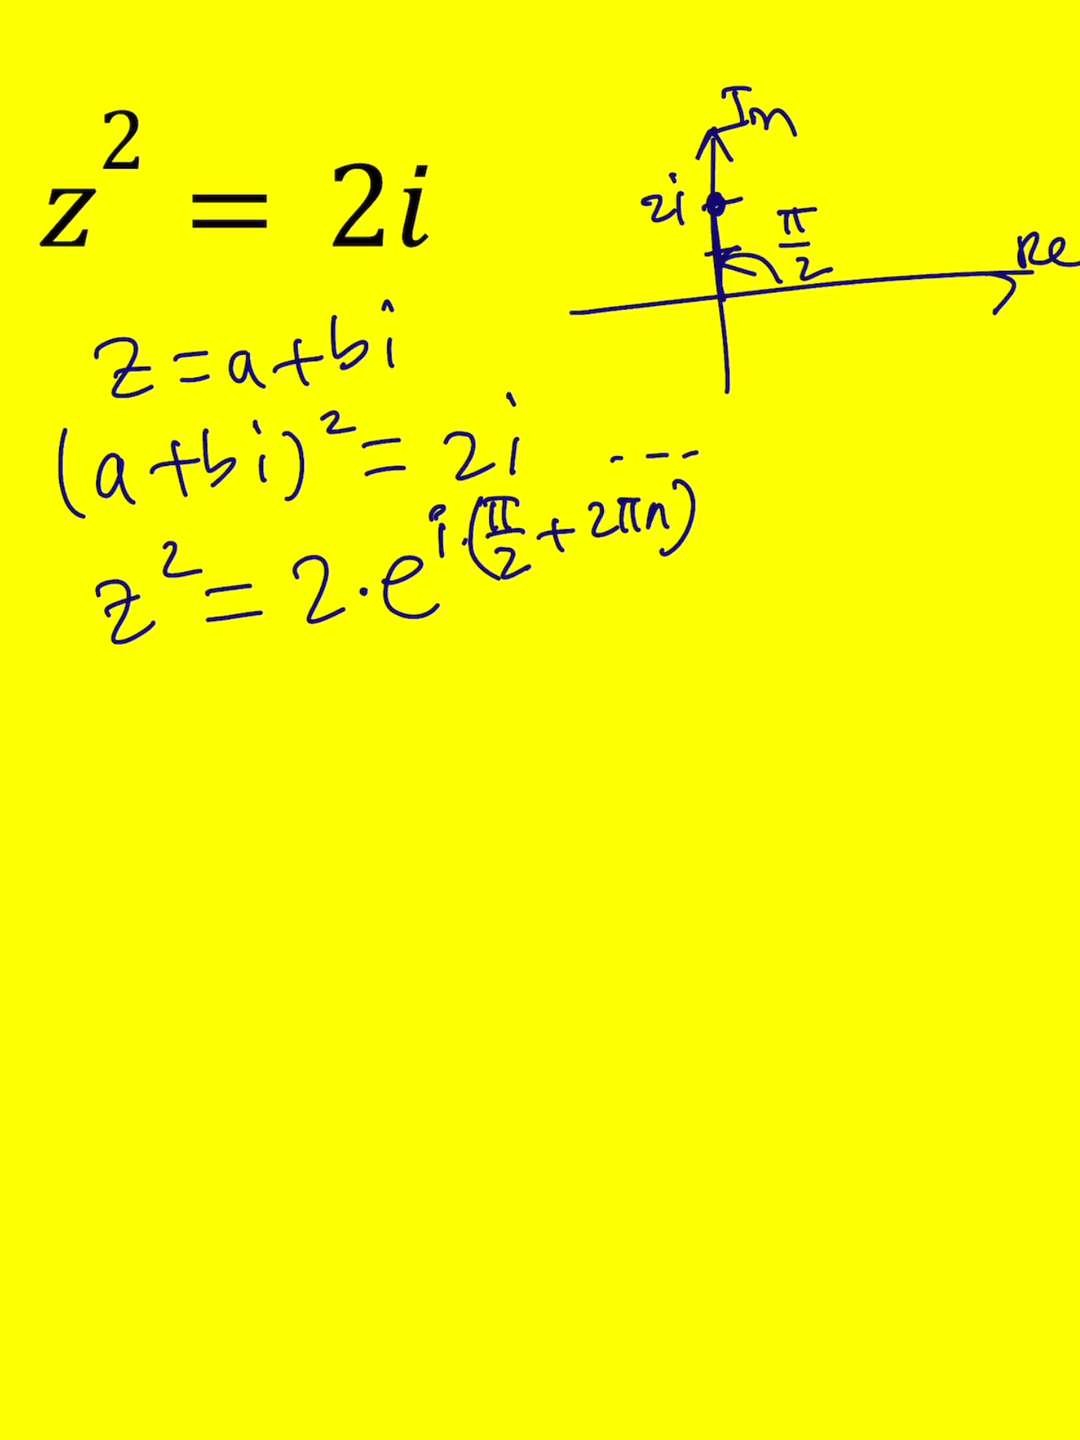 z² = 2i
Im
2i
π/2
Re
z = a + bi
(a + bi)² = 2i ---
z² = 2·e^{i·(π/2 + 2πn)}